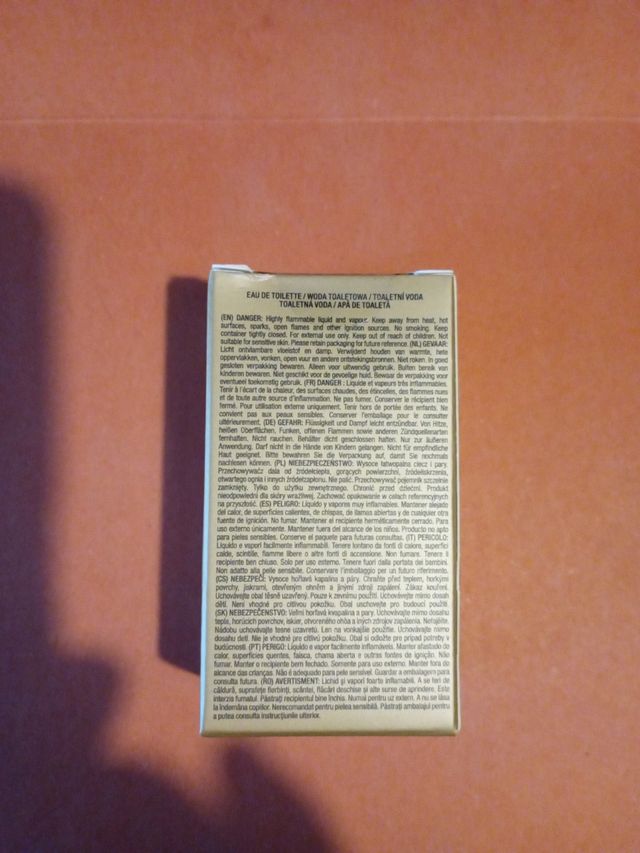 EAU DE TOILETTE / WODA TOALETOWA / TOALETNÍ VODA
TOALETNÁ VODA / APĂ DE TOALETĂ
(EN) DANGER: Highly flammable liquid and vapour. Keep away from heat, hot
surfaces, sparks, open flames and other ignition sources. No smoking. Keep
container tightly closed. For external use only. Keep out of reach of children. Not
suitable for sensitive skin. Please retain packaging for future reference. (NL) GEVAAR:
Licht ontvlambare vloeistof en damp. Verwijderd houden van warmte, hete
oppervlakken, vonken, open vuur en andere ontstekingsbronnen. Niet roken. In goed
gesloten verpakking bewaren. Alleen voor uitwendig gebruik. Buiten bereik van
kinderen bewaren. Niet geschikt voor de gevoelige huid. Bewaar de verpakking voor
eventueel toekomstig gebruik. (FR) DANGER : Liquide et vapeurs très inflammables.
Tenir à l'écart de la chaleur, des surfaces chaudes, des étincelles, des flammes nues
et de toute autre source d'inflammation. Ne pas fumer. Conserver le récipient bien
fermé. Pour utilisation externe uniquement. Tenir hors de portée des enfants. Ne
convient pas aux peaux sensibles. Conserver l'emballage pour le consulter
ultérieurement. (DE) GEFAHR: Flüssigkeit und Dampf leicht entzündbar. Von Hitze,
heißen Oberflächen, Funken, offenen Flammen sowie anderen Zündquellenarten
fernhalten. Nicht rauchen. Behälter dicht geschlossen halten. Nur zur äußeren
Anwendung. Darf nicht in die Hände von Kindern gelangen. Nicht für empfindliche
Haut geeignet. Bitte bewahren Sie die Verpackung auf, damit Sie nochmals
nachlesen können. (PL) NIEBEZPIECZEŃSTWO: Wysoce łatwopalna ciecz i pary.
Przechowywać z dala od źródeł ciepła, gorących powierzchni, źródeł iskrzenia,
otwartego ognia i innych źródeł zapłonu. Nie palić. Przechowywać pojemnik szczelnie
zamknięty. Tylko do użytku zewnętrznego. Chronić przed dziećmi. Produkt
nieodpowiedni dla skóry wrażliwej. Zachować opakowanie w celach referencyjnych
na przyszłość. (ES) PELIGRO: Líquido y vapores muy inflamables. Mantener alejado
del calor, de superficies calientes, de chispas, de llamas abiertas y de cualquier otra
fuente de ignición. No fumar. Mantener el recipiente herméticamente cerrado. Para
uso externo únicamente. Mantener fuera del alcance de los niños. Producto no apto
para pieles sensibles. Conserve el paquete para futuras consultas. (IT) PERICOLO:
Liquido e vapori facilmente infiammabili. Tenere lontano da fonti di calore, superfici
calde, scintille, fiamme libere o altre fonti di accensione. Non fumare. Tenere il
recipiente ben chiuso. Solo per uso esterno. Tenere fuori dalla portata dei bambini.
Non adatto alla pelle sensibile. Conservare l'imballaggio per un futuro riferimento.
(CS) NEBEZPEČÍ: Vysoce hořlavá kapalina a páry. Chraňte před teplem, horkými
povrchy, jiskrami, otevřeným ohněm a jinými zdroji zapálení. Zákaz kouření.
Uchovávejte obal těsně uzavřený. Pouze k zevnímu použití. Uchovávejte mimo dosah
dětí. Není vhodné pro citlivou pokožku. Obal uschovejte pro budoucí použití.
(SK) NEBEZPEČENSTVO: Veľmi horľavá kvapalina a pary. Uchovávajte mimo dosahu
tepla, horúcich povrchov, iskier, otvoreného ohňa a iných zdrojov zapálenia. Nefajčite.
Nádobu uchovávajte tesne uzavretú. Len na vonkajšie použitie. Uchovávajte mimo
dosahu detí. Nie je vhodné pre citlivú pokožku. Obal si odložte pre prípad potreby v
budúcnosti. (PT) PERIGO: Líquido e vapor facilmente inflamáveis. Manter afastado do
calor, superfícies quentes, faísca, chama aberta e outras fontes de ignição. Não
fumar. Manter o recipiente bem fechado. Somente para uso externo. Manter fora do
alcance das crianças. Não é adequado para pele sensível. Guardar a embalagem para
consulta futura. (RO) AVERTISMENT: Lichid şi vapori foarte inflamabili. A se feri de
căldură, suprafeţe fierbinţi, scântei, flăcări deschise şi alte surse de aprindere. Este
interzis fumatul. Păstraţi recipientul bine închis. Numai pentru uz extern. A nu se lăsa
la îndemâna copiilor. Nerecomandat pentru pielea sensibilă. Păstraţi ambalajul pentru
a putea consulta instrucţiunile ulterior.